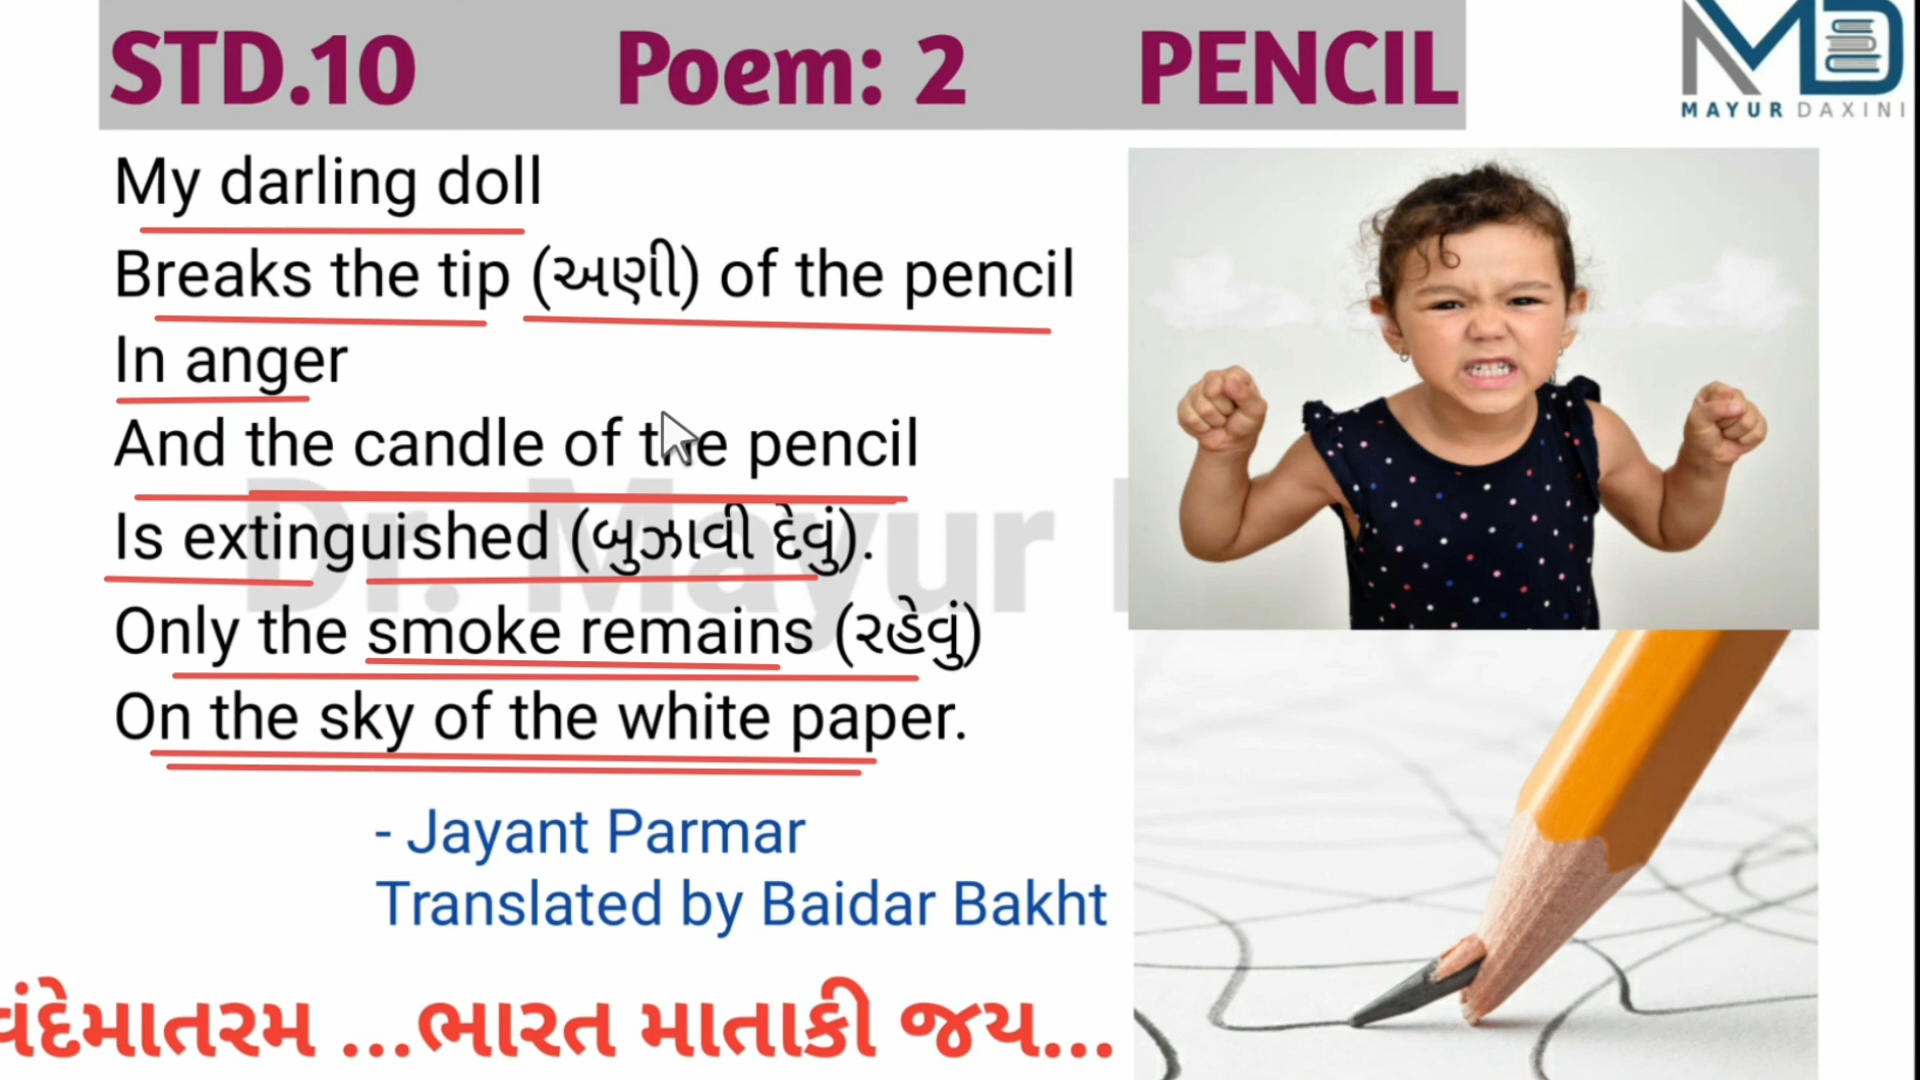 STD.10 Poem: 2 PENCIL
MAYUR DAXINI
My darling doll
Breaks the tip (અણી) of the pencil
In anger
And the candle of the pencil
Is extinguished (બુઝાવી દેવું).
Only the smoke remains (રહેવું)
On the sky of the white paper.
- Jayant Parmar
Translated by Baidar Bakht
વંદેમાતરમ ...ભારત માતાકી જય...
Dr. Mayur